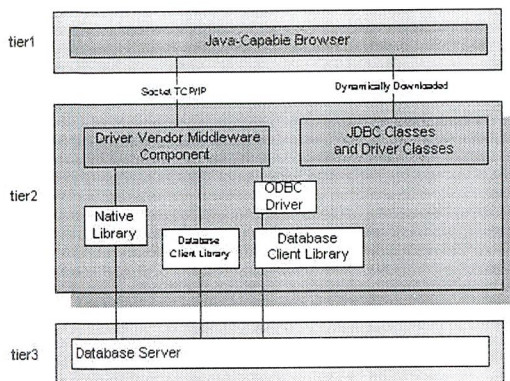 tier1
Java-Capable Browser
Socket TCP/IP
Dynamically Downloaded
tier2
Driver Vendor Middleware
Component
JDBC Classes
and Driver Classes
ODBC
Driver
Native
Library
Database
Client Library
Database
Client Library
tier3
Database Server